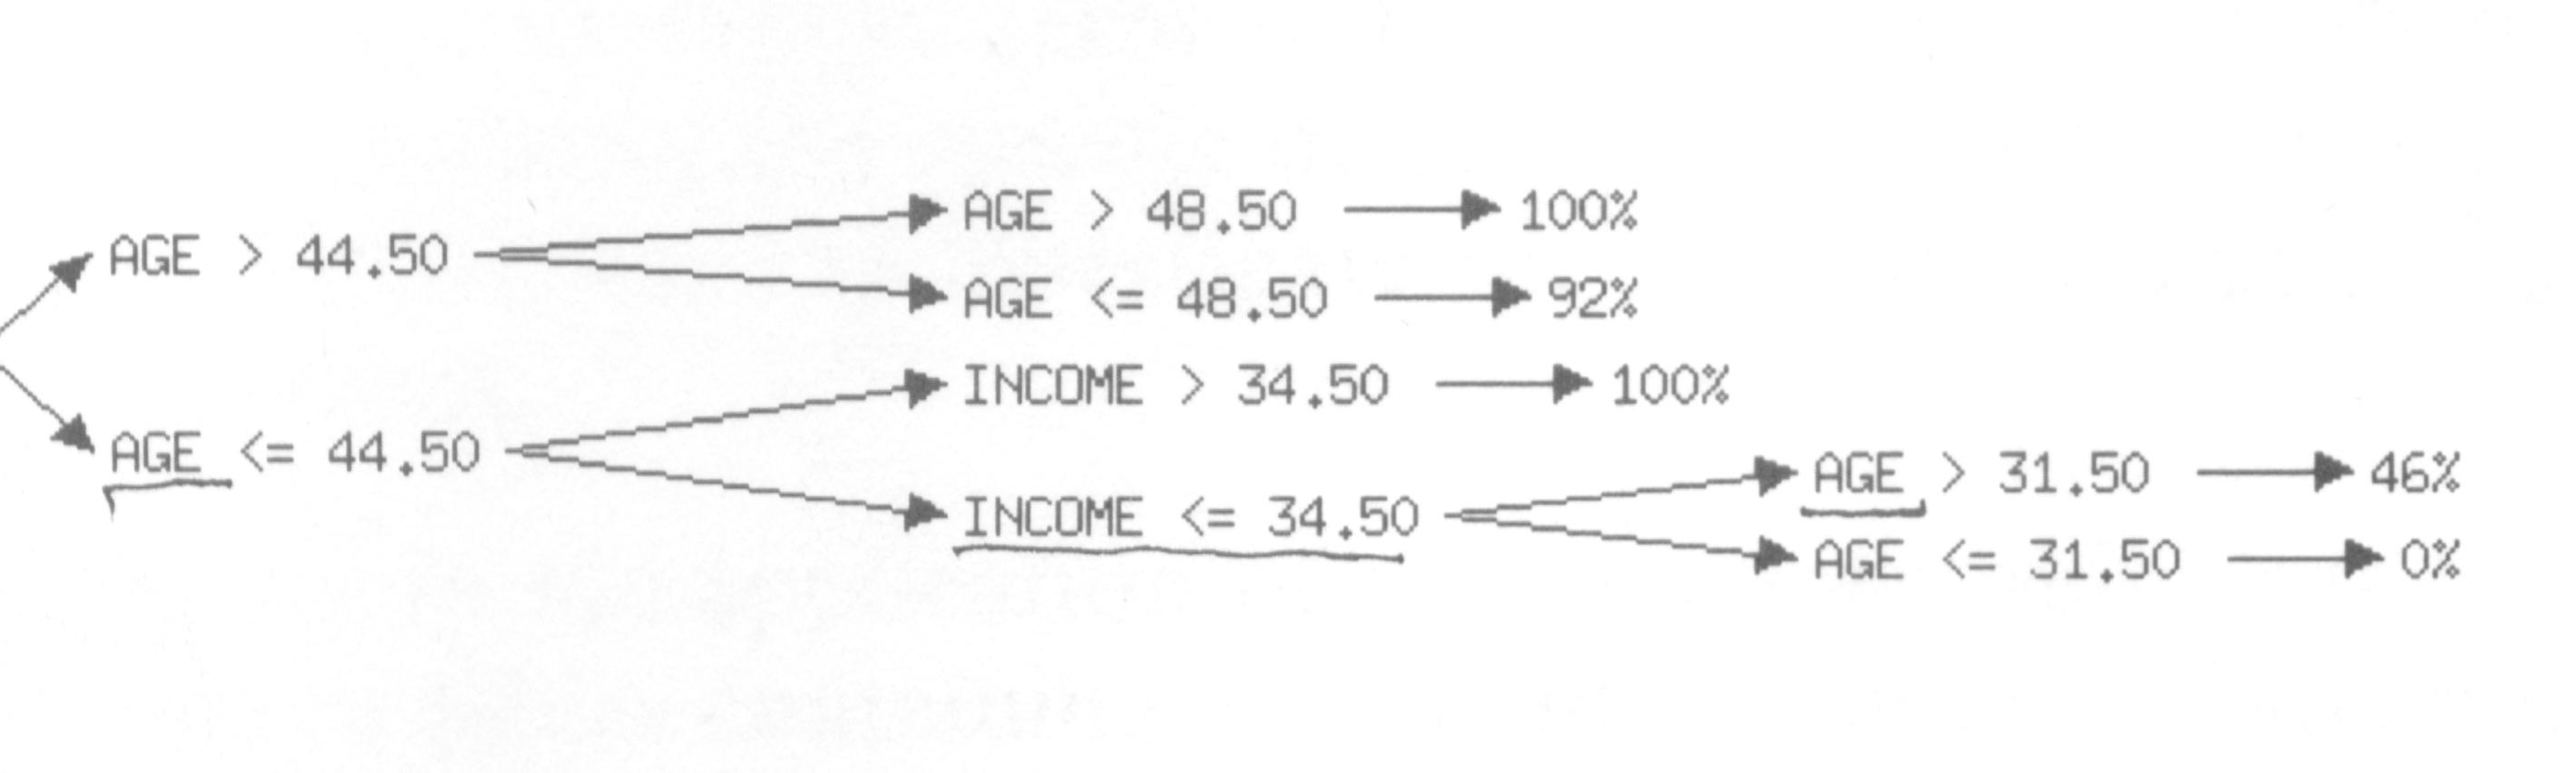 AGE > 48.50 100%
AGE > 44.50
AGE <= 48.50 92%
INCOME > 34.50 100%
AGE <= 44.50
AGE > 31.50 46%
INCOME <= 34.50
AGE <= 31.50 0%